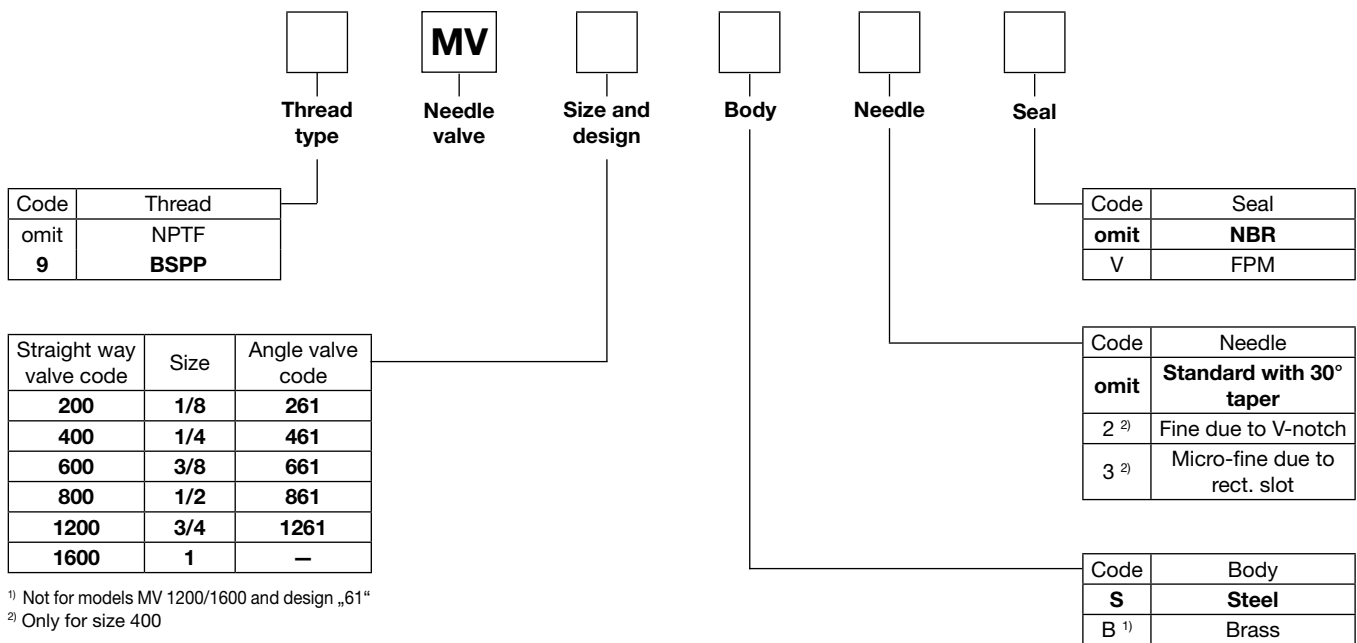 MV
Thread type
Needle valve
Size and design
Body
Needle
Seal
Code Thread
omit NPTF
9 BSPP
Code Seal
omit NBR
V FPM
Straight way valve code Size Angle valve code
200 1/8 261
400 1/4 461
600 3/8 661
800 1/2 861
1200 3/4 1261
1600 1 —
Code Needle
omit Standard with 30° taper
2 ²⁾ Fine due to V-notch
3 ²⁾ Micro-fine due to rect. slot
Code Body
S Steel
B ¹⁾ Brass
¹⁾ Not for models MV 1200/1600 and design „61“
²⁾ Only for size 400